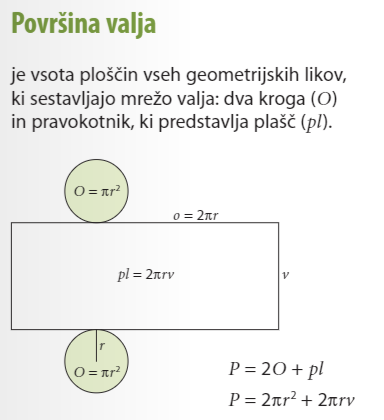 Površina valja
je vsota ploščin vseh geometrijskih likov,
ki sestavljajo mrežo valja: dva kroga (O)
in pravokotnik, ki predstavlja plašč (pl).
O = πr²
o = 2πr
pl = 2πrv
v
r
O = πr²
P = 2O + pl
P = 2πr² + 2πrv